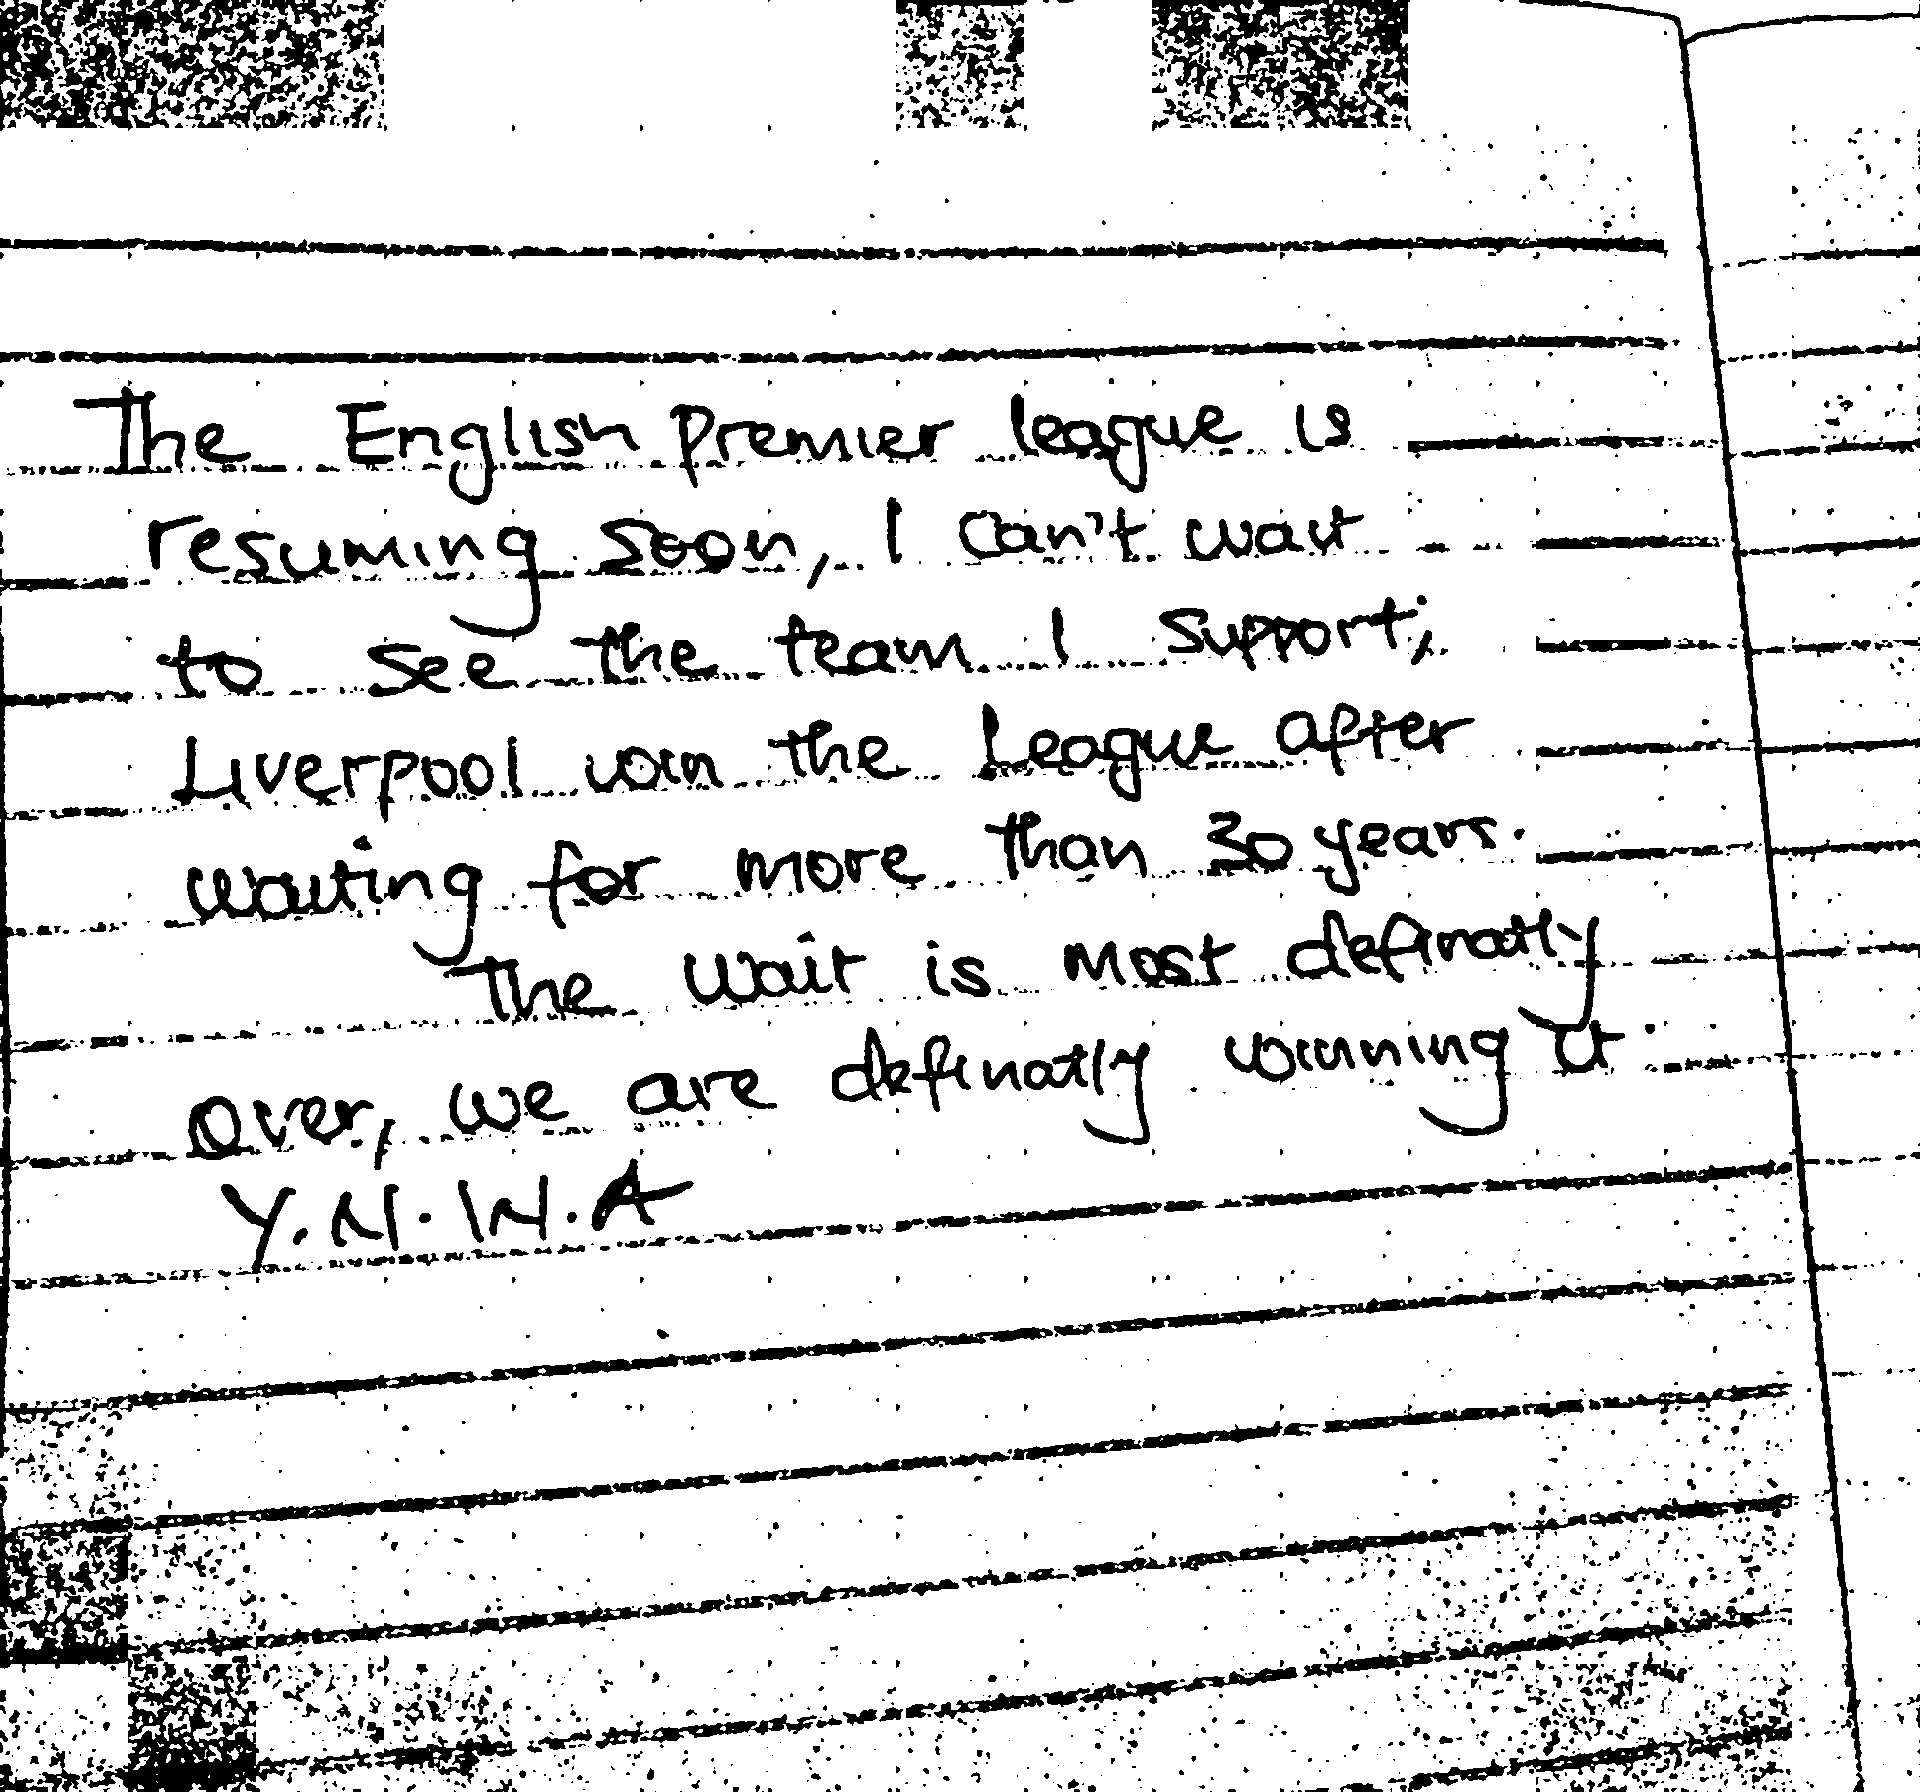 The English premier league is
resuming soon, I can't wait
to see the team I support;
Liverpool win the League after
waiting for more than 30 years.
The wait is most definatly
over, we are definatly winning it.
Y.N.W.A